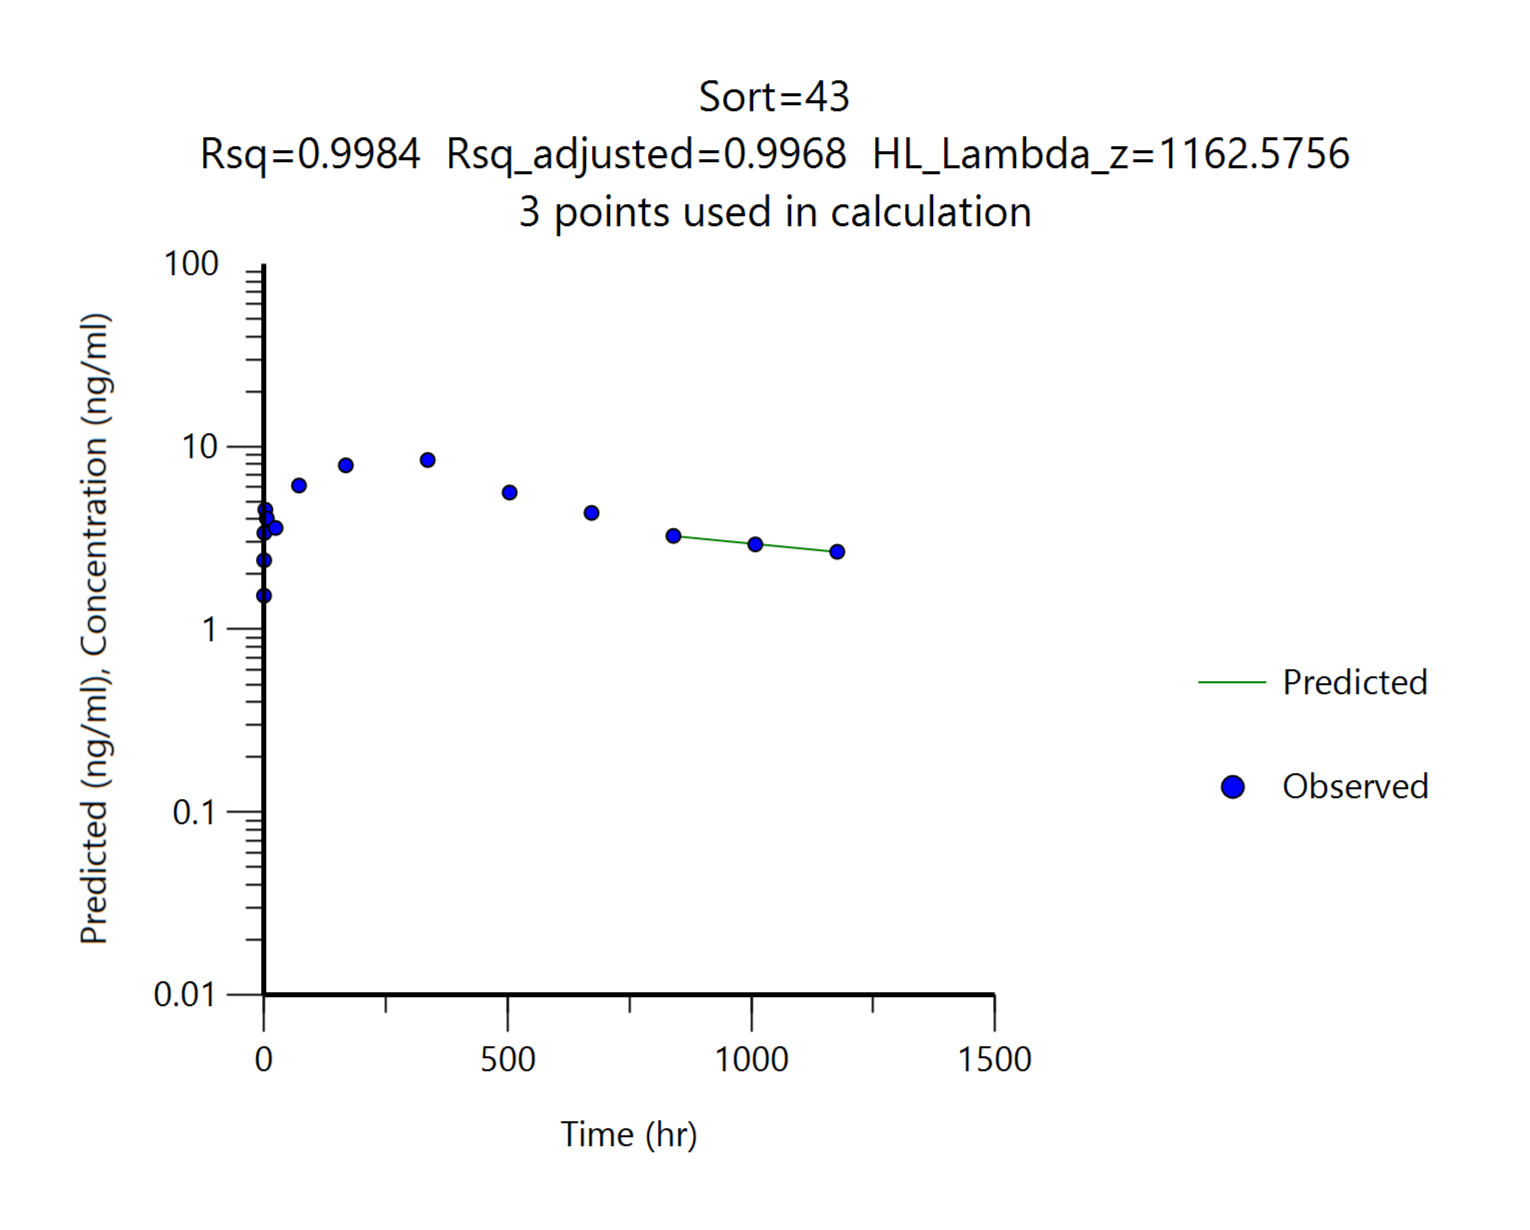 Sort=43
Rsq=0.9984 Rsq_adjusted=0.9968 HL_Lambda_z=1162.5756
3 points used in calculation
Predicted (ng/ml), Concentration (ng/ml)
100
10
1
0.1
0.01
0
500
1000
1500
Time (hr)
Predicted
Observed